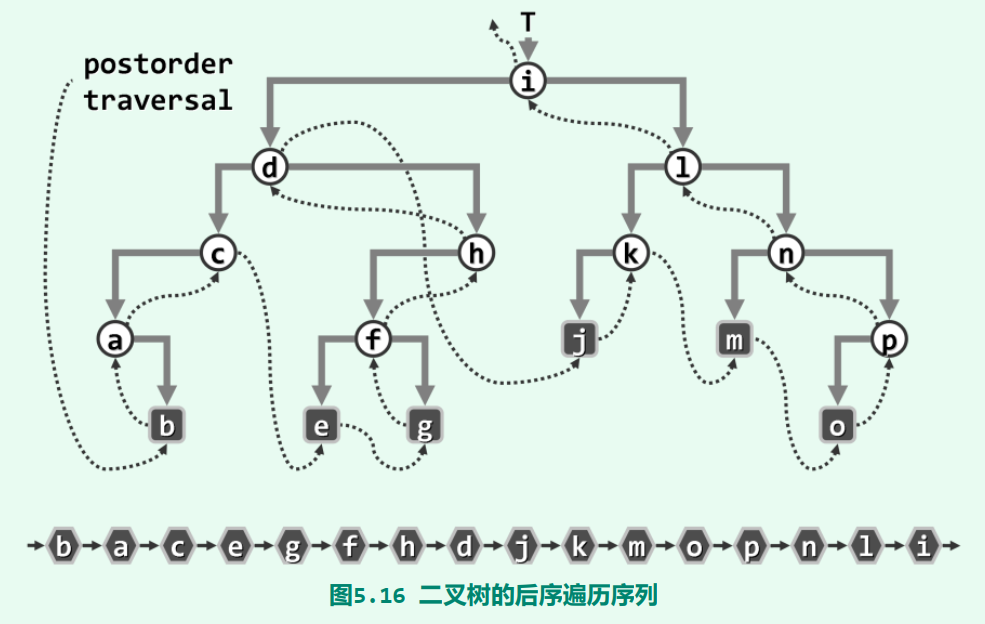 T
postorder
traversal
i
d l
c h k n
a f j m p
b e g o
b a c e g f h d j k m o p n l i
图5.16 二叉树的后序遍历序列